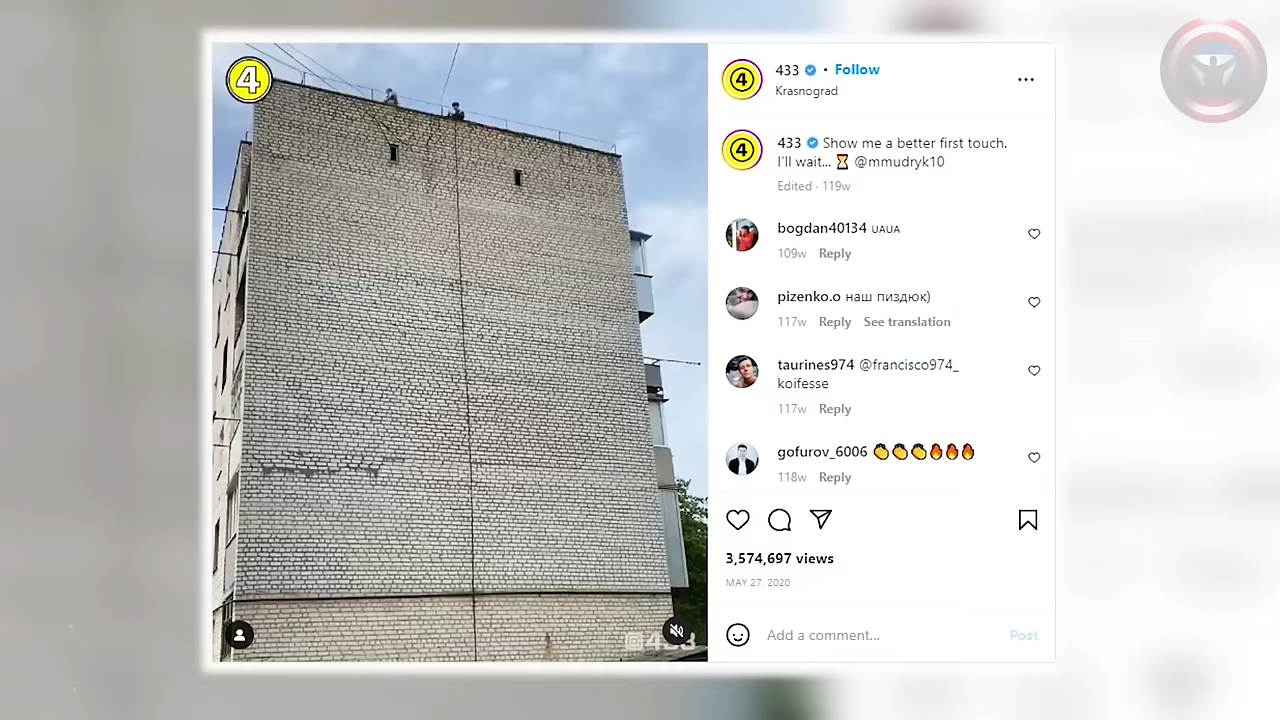 4
4
433 • Follow
Krasnograd
...
4
433 Show me a better first touch.
I'll wait... ⏳ @mmudryk10
Edited · 119w
bogdan40134 UAUA
109w Reply
pizenko.o наш пиздюк)
117w Reply See translation
taurines974 @francisco974_
koifesse
117w Reply
gofurov_6006 👏👏👏🔥🔥🔥
118w Reply
3,574,697 views
MAY 27, 2020
Add a comment... Post
@433